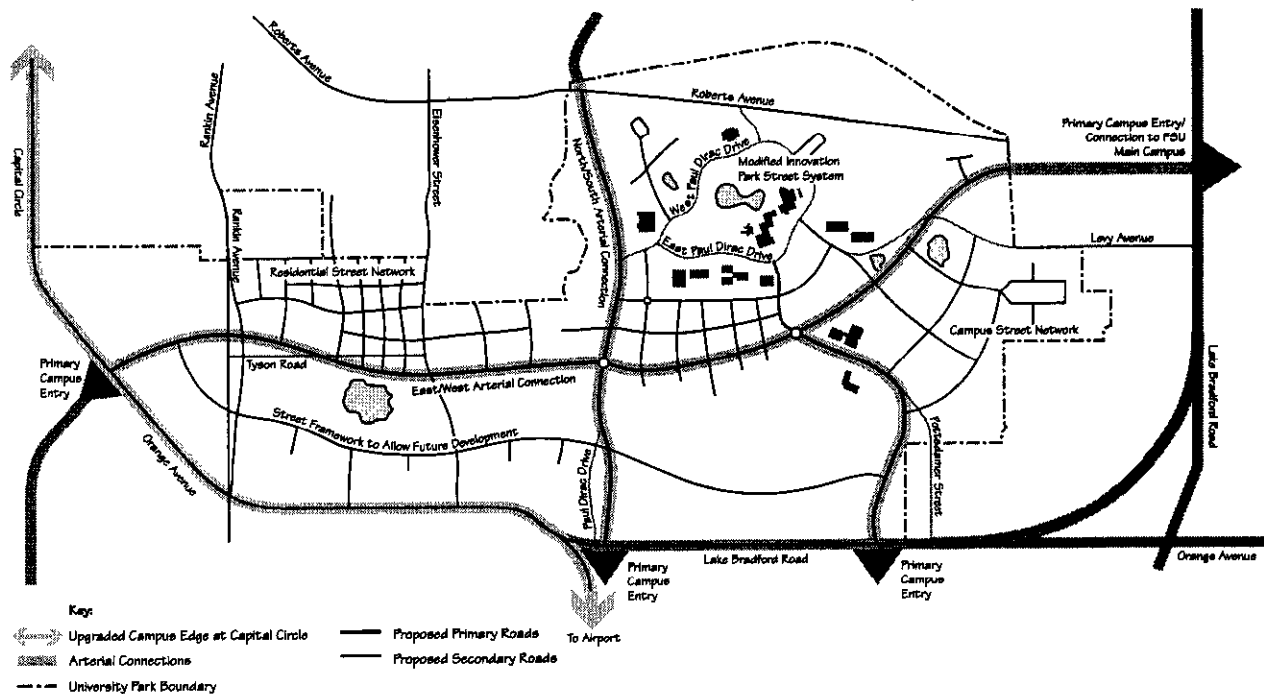 Roberts Avenue
Capital Circle
Rankin Avenue
Eisenhower Street
Roberts Avenue
Primary Campus Entry/
Connection to FSU
Main Campus
North/South Arterial Connection
West Paul Dirac Drive
Modified Innovation
Park Street System
Rankin Avenue
East Paul Dirac Drive
Levy Avenue
Residential Street Network
Campus Street Network
Primary
Campus
Entry
Tyson Road
East/West Arterial Connection
Lake Bradford Road
Street Framework to Allow Future Development
Orange Avenue
Paul Dirac Drive
Pottsdamer Street
Lake Bradford Road
Orange Avenue
Primary
Campus
Entry
Primary
Campus
Entry
To Airport
Key:
Upgraded Campus Edge at Capital Circle
Arterial Connections
University Park Boundary
Proposed Primary Roads
Proposed Secondary Roads